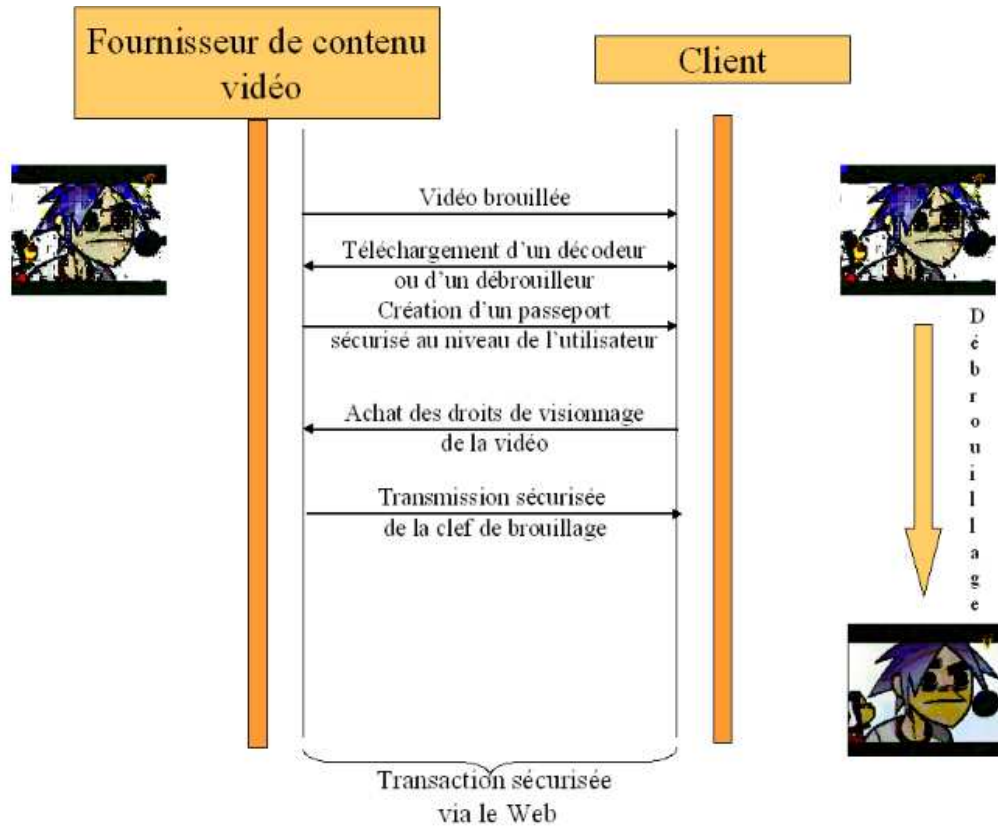 Fournisseur de contenu
vidéo
Client
Vidéo brouillée
Téléchargement d'un décodeur
ou d'un débrouilleur
Création d'un passeport
sécurisé au niveau de l'utilisateur
Achat des droits de visionnage
de la vidéo
Transmission sécurisée
de la clef de brouillage
Débrouillage
Transaction sécurisée
via le Web